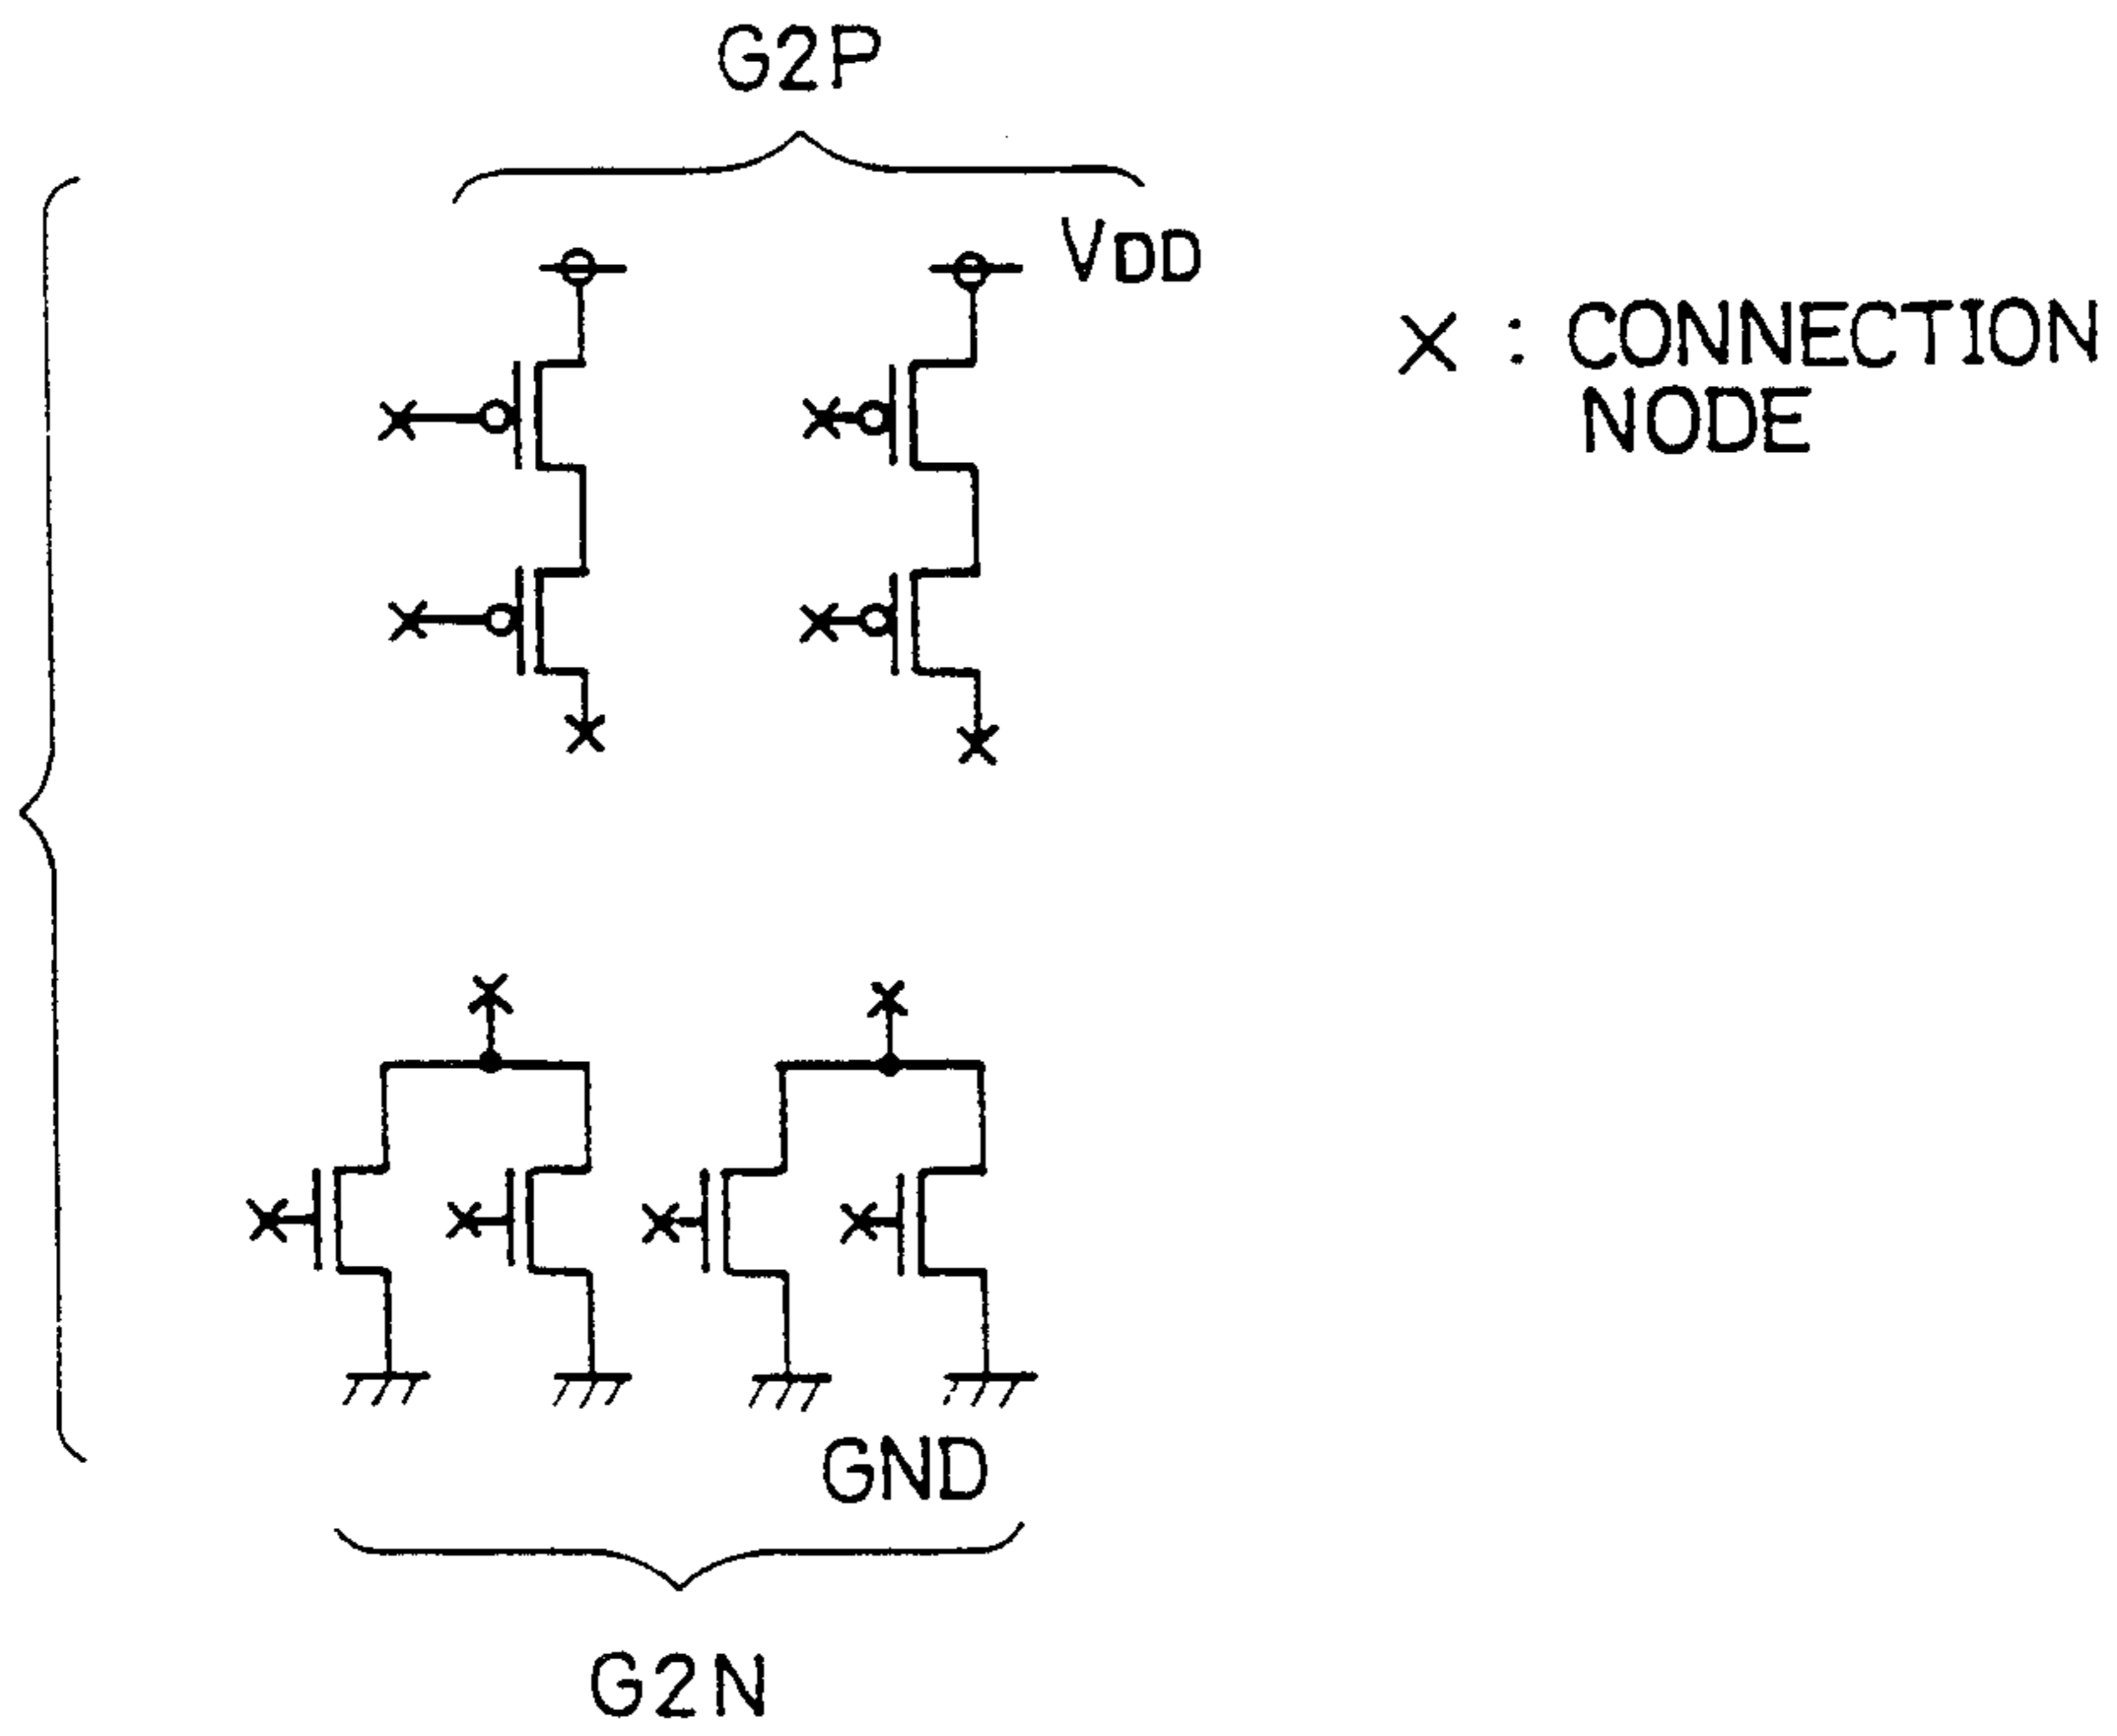 G2P
VDD
X : CONNECTION
NODE
GND
G2N